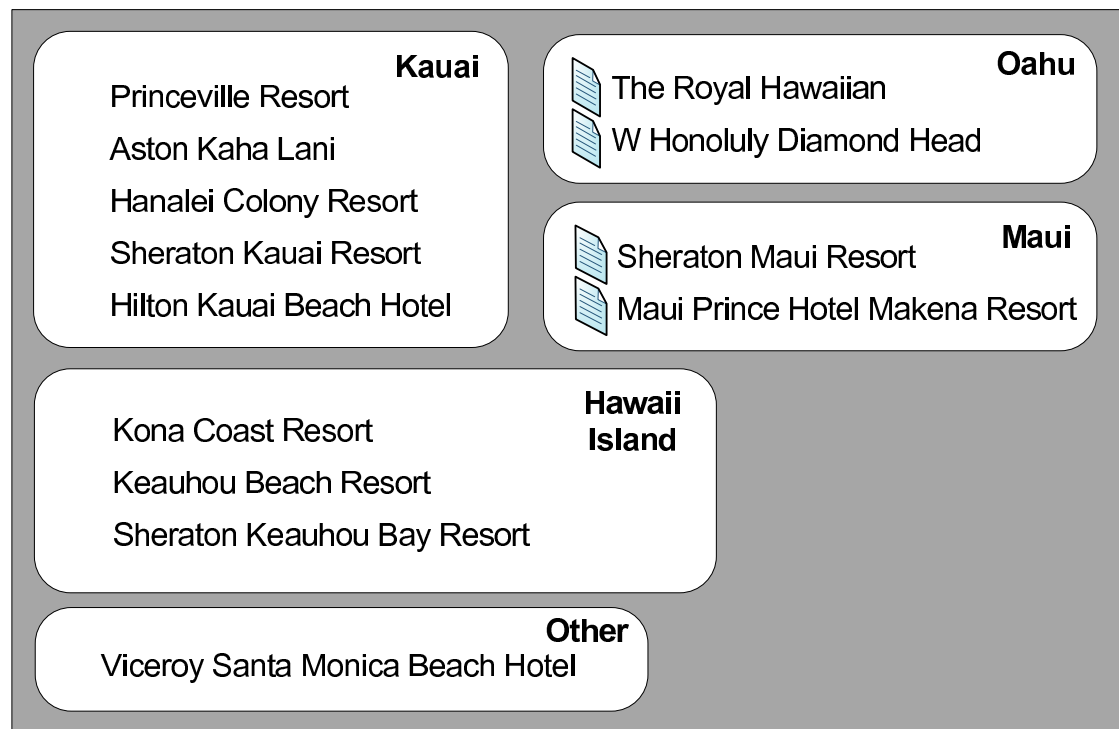 Kauai
Princeville Resort
Aston Kaha Lani
Hanalei Colony Resort
Sheraton Kauai Resort
Hilton Kauai Beach Hotel
Oahu
The Royal Hawaiian
W Honoluly Diamond Head
Maui
Sheraton Maui Resort
Maui Prince Hotel Makena Resort
Hawaii
Island
Kona Coast Resort
Keauhou Beach Resort
Sheraton Keauhou Bay Resort
Other
Viceroy Santa Monica Beach Hotel